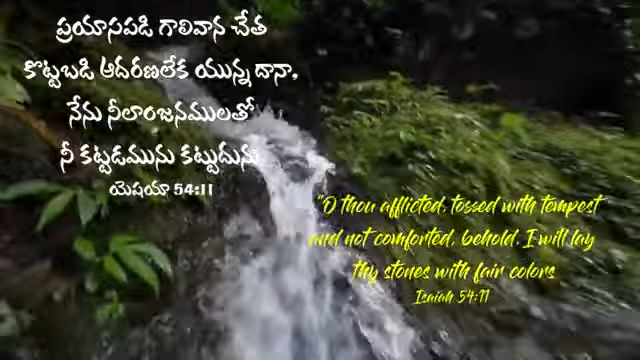 ప్రయాసపడి గాలివాన చేత
కొట్టబడి ఆదరణలేక యున్న దానా,
నేను నీలాంజనములతో
నీ కట్టడమును కట్టుదును
యెషయా 54:11
"O thou afflicted, tossed with tempest
and not comforted, behold, I will lay
thy stones with fair colors
Isaiah 54:11